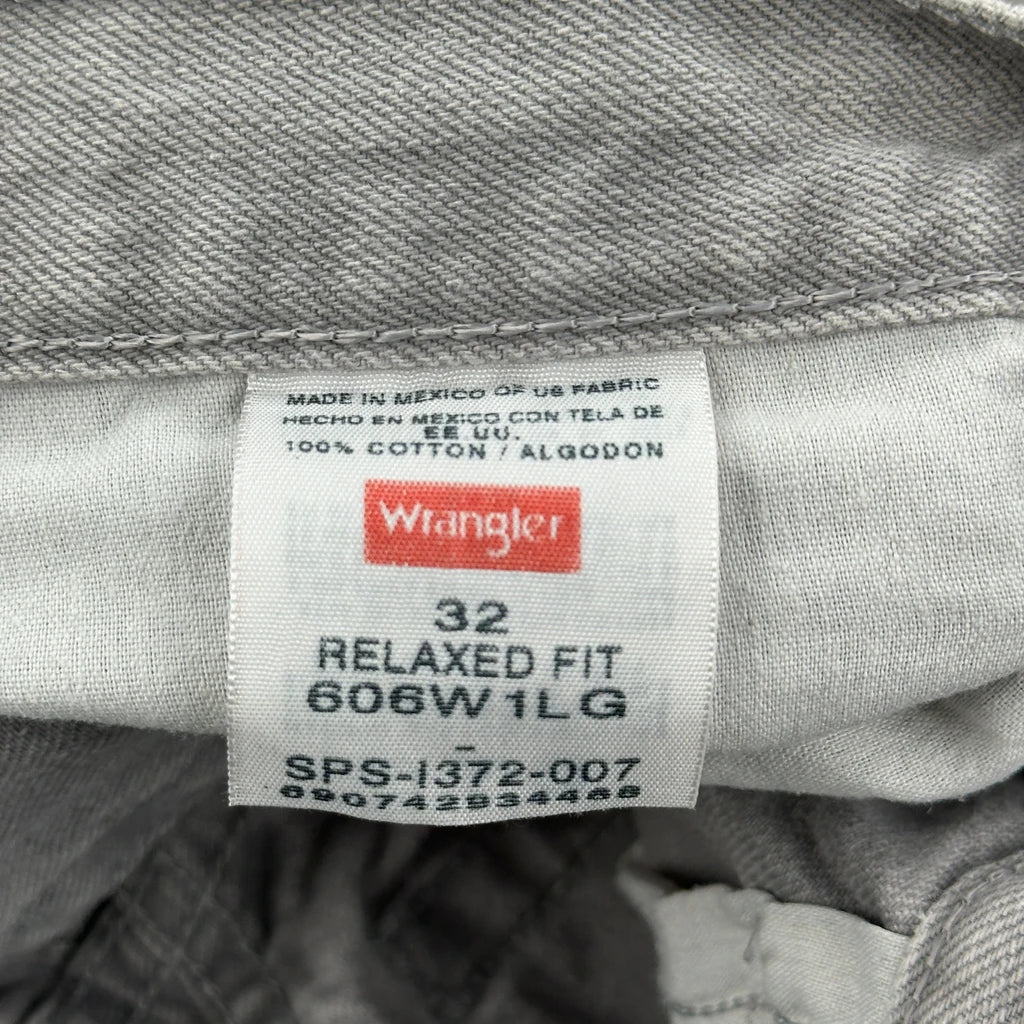 MADE IN MEXICO OF US FABRIC
HECHO EN MEXICO CON TELA DE
EE UU.
100% COTTON / ALGODON
Wrangler
32
RELAXED FIT
606W1LG
-
SPS-1372-007